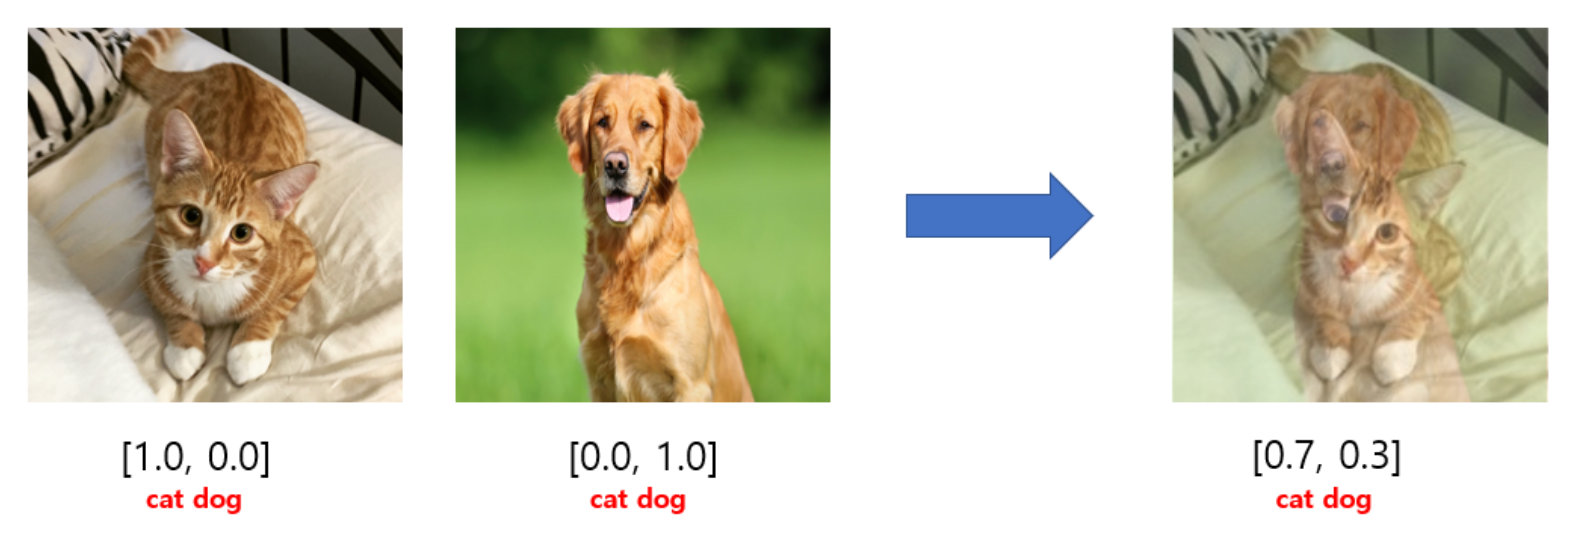 [1.0, 0.0]
cat dog
[0.0, 1.0]
cat dog
[0.7, 0.3]
cat dog